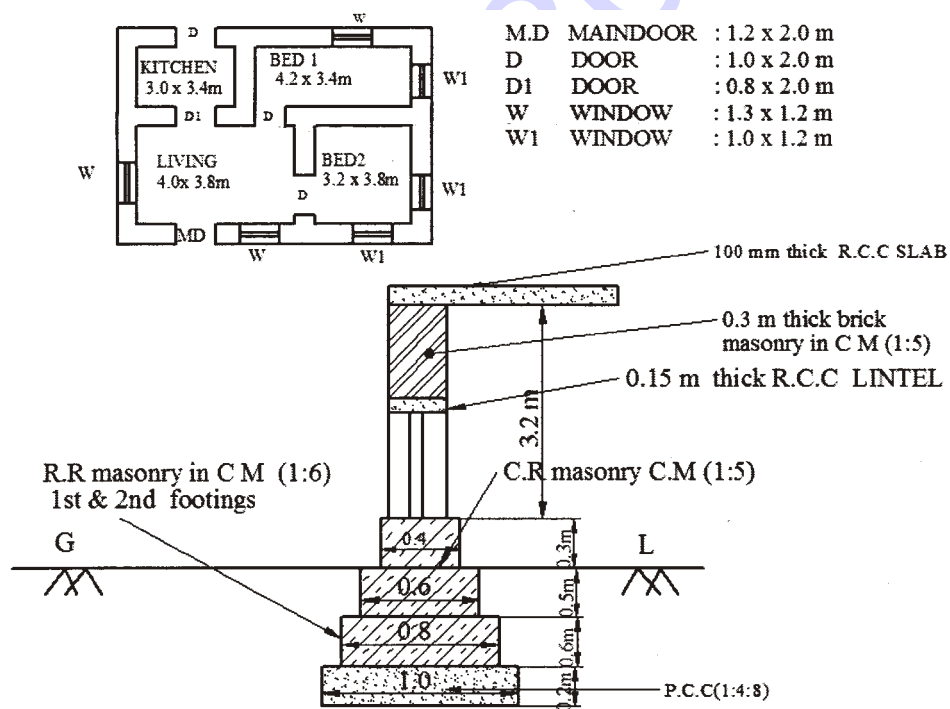 W
D
KITCHEN
3.0 x 3.4m
BED 1
4.2 x 3.4m
W1
D1
D
W
LIVING
4.0x 3.8m
BED2
3.2 x 3.8m
D
W1
MD
W
W1
M.D MAINDOOR : 1.2 x 2.0 m
D DOOR : 1.0 x 2.0 m
D1 DOOR : 0.8 x 2.0 m
W WINDOW : 1.3 x 1.2 m
W1 WINDOW : 1.0 x 1.2 m
100 mm thick R.C.C SLAB
0.3 m thick brick
masonry in C M (1:5)
0.15 m thick R.C.C LINTEL
3.2 m
R.R masonry in C M (1:6)
1st & 2nd footings
C.R masonry C.M (1:5)
G
L
0.4
0.3m
0.6
0.5m
0.8
0.6m
1.0
0.2m
P.C.C(1:4:8)